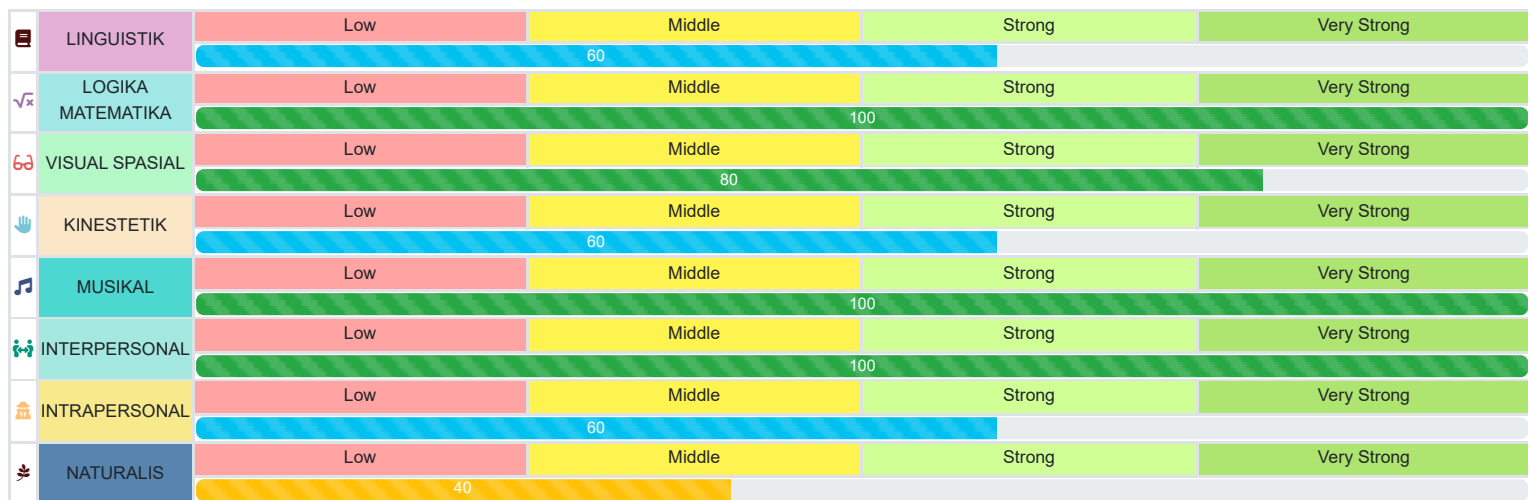 Low Middle Strong Very Strong
LINGUISTIK
60
Low Middle Strong Very Strong
LOGIKA
MATEMATIKA
100
Low Middle Strong Very Strong
VISUAL SPASIAL
80
Low Middle Strong Very Strong
KINESTETIK
60
Low Middle Strong Very Strong
MUSIKAL
100
Low Middle Strong Very Strong
INTERPERSONAL
100
Low Middle Strong Very Strong
INTRAPERSONAL
60
Low Middle Strong Very Strong
NATURALIS
40